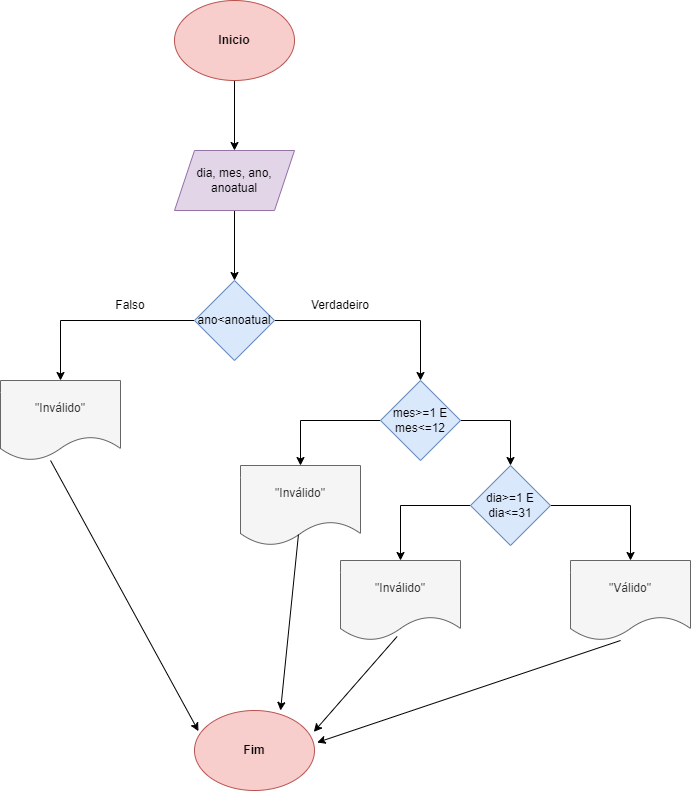 Inicio
dia, mes, ano,
anoatual
Falso
Verdadeiro
ano<anoatual
"Inválido"
mes>=1 E
mes<=12
"Inválido"
dia>=1 E
dia<=31
"Inválido"
"Válido"
Fim